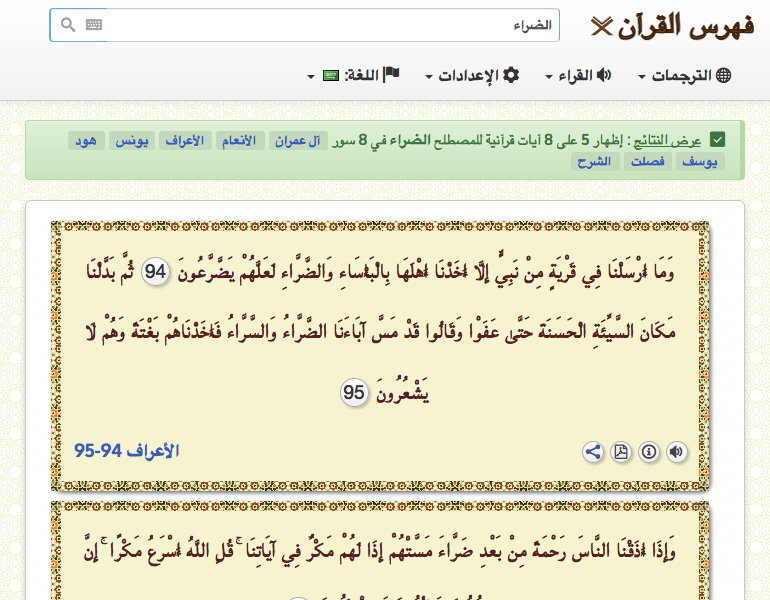 فهرس القرآن
الضراء
الترجمات القراء الإعدادات اللغة:
عرض النتائج : إظهار 5 على 8 آيات قرآنية للمصطلح الضراء في 8 سور آل عمران الأنعام الأعراف يونس هود
يوسف فصلت الشرح
وَمَا أَرْسَلْنَا فِي قَرْيَةٍ مِنْ نَبِيٍّ إِلَّا أَخَذْنَا أَهْلَهَا بِالْبَأْسَاءِ وَالضَّرَّاءِ لَعَلَّهُمْ يَضَّرَّعُونَ 94 ثُمَّ بَدَّلْنَا
مَكَانَ السَّيِّئَةِ الْحَسَنَةَ حَتَّىٰ عَفَوْا وَقَالُوا قَدْ مَسَّ آبَاءَنَا الضَّرَّاءُ وَالسَّرَّاءُ فَأَخَذْنَاهُمْ بَغْتَةً وَهُمْ لَا
يَشْعُرُونَ 95
الأعراف 94-95
وَإِذَا أَذَقْنَا النَّاسَ رَحْمَةً مِنْ بَعْدِ ضَرَّاءَ مَسَّتْهُمْ إِذَا لَهُمْ مَكْرٌ فِي آيَاتِنَا ۚ قُلِ اللَّهُ أَسْرَعُ مَكْرًا ۚ إِنَّ